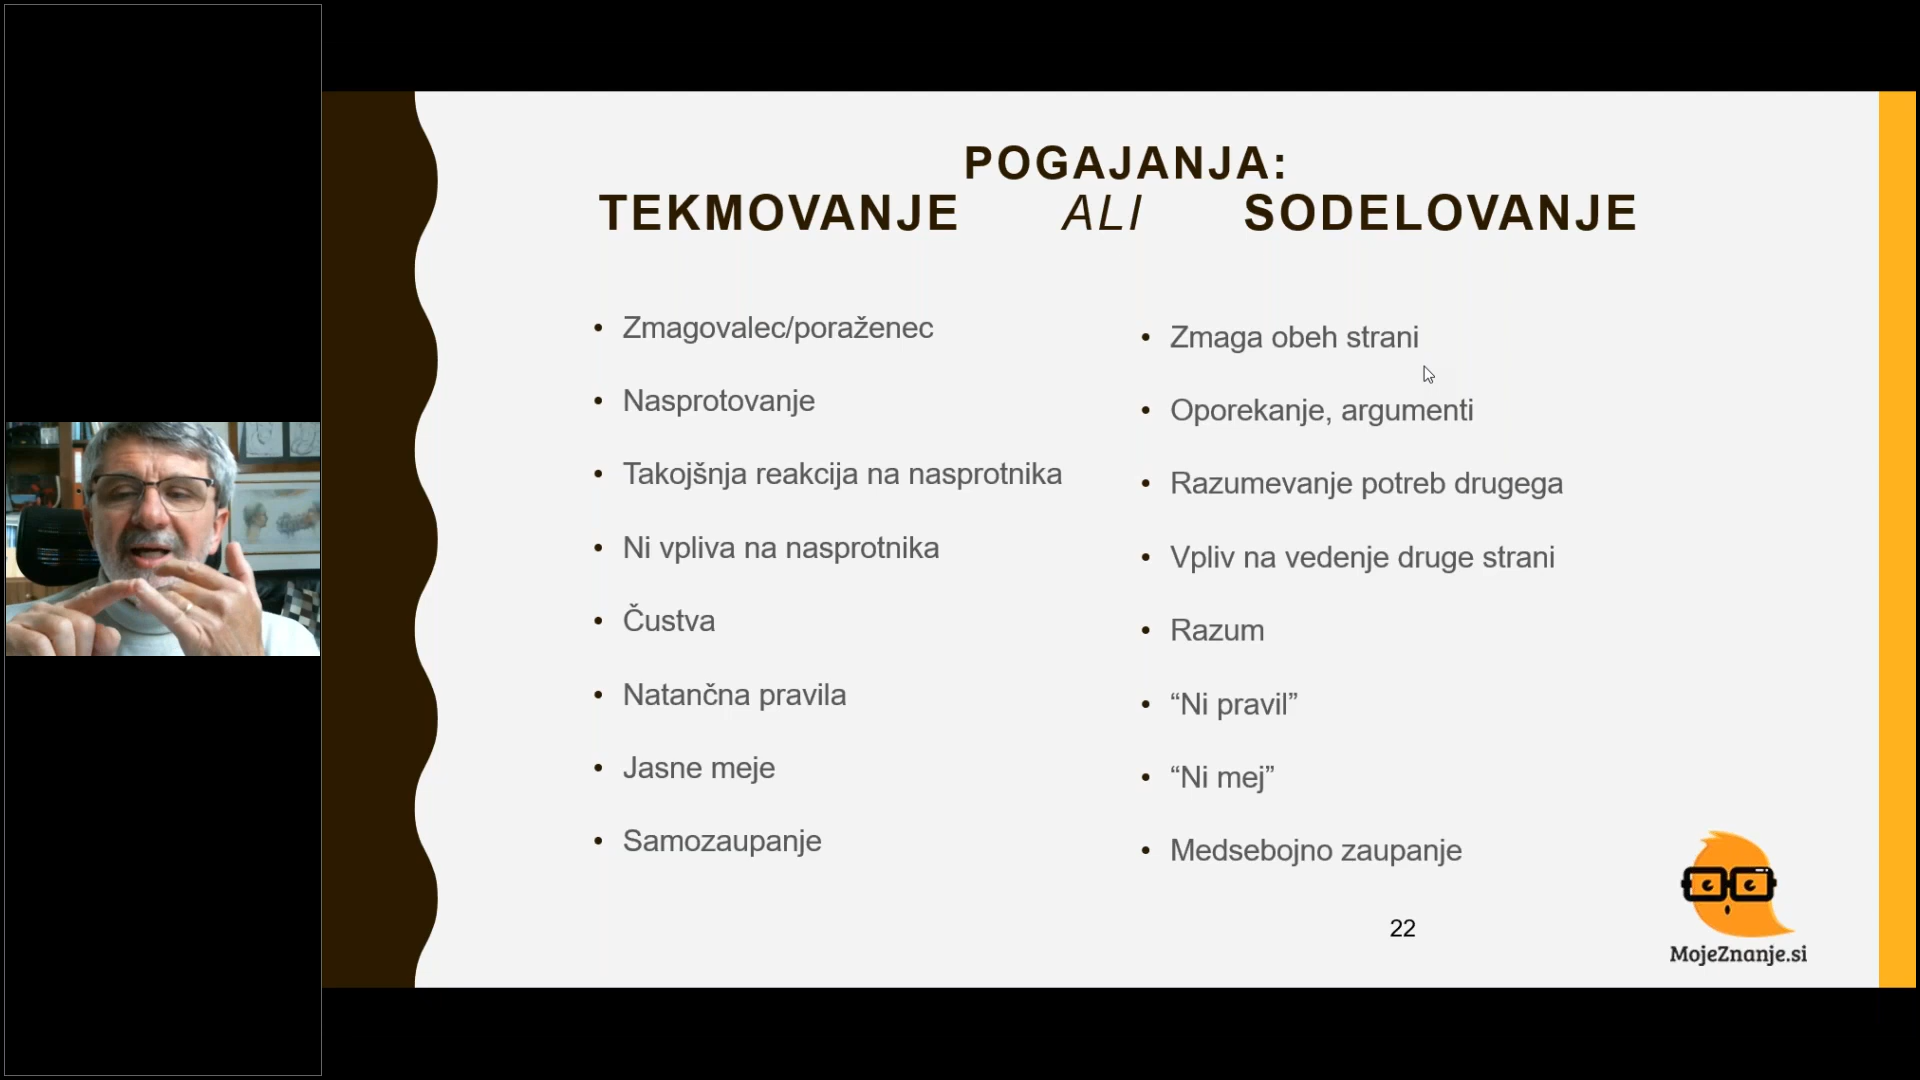 POGAJANJA:
TEKMOVANJE ALI SODELOVANJE
• Zmagovalec/poraženec
• Nasprotovanje
• Takojšnja reakcija na nasprotnika
• Ni vpliva na nasprotnika
• Čustva
• Natančna pravila
• Jasne meje
• Samozaupanje
• Zmaga obeh strani
• Oporekanje, argumenti
• Razumevanje potreb drugega
• Vpliv na vedenje druge strani
• Razum
• “Ni pravil”
• “Ni mej”
• Medsebojno zaupanje
22
MojeZnanje.si